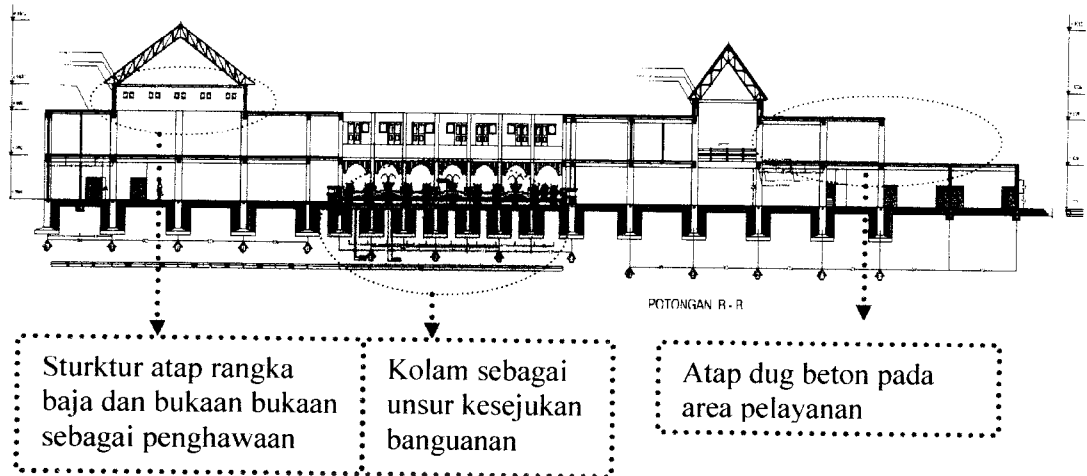 POTONGAN R - R
Sturktur atap rangka
baja dan bukaan bukaan
sebagai penghawaan
Kolam sebagai
unsur kesejukan
banguanan
Atap dug beton pada
area pelayanan